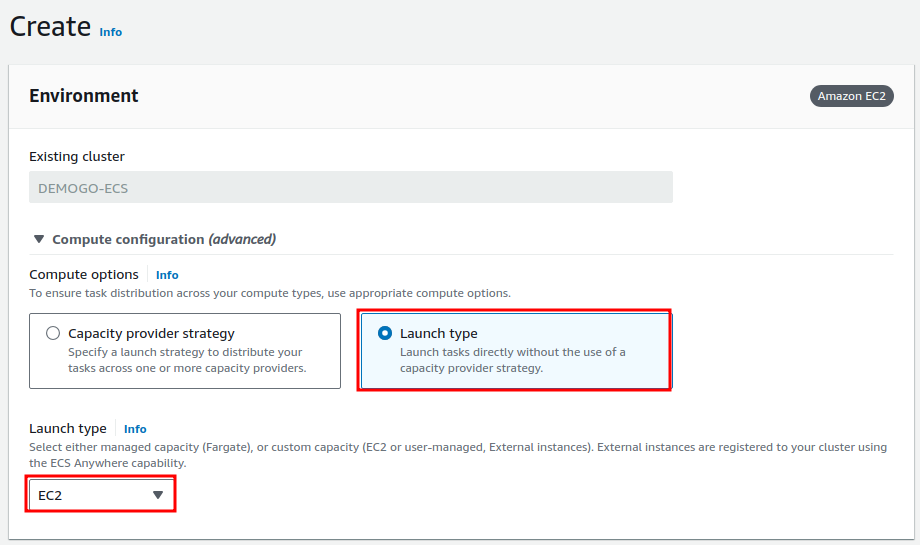 Create Info
Environment
Amazon EC2
Existing cluster
DEMOGO-ECS
Compute configuration (advanced)
Compute options Info
To ensure task distribution across your compute types, use appropriate compute options.
Capacity provider strategy
Specify a launch strategy to distribute your
tasks across one or more capacity providers.
Launch type
Launch tasks directly without the use of a
capacity provider strategy.
Launch type Info
Select either managed capacity (Fargate), or custom capacity (EC2 or user-managed, External instances). External instances are registered to your cluster using
the ECS Anywhere capability.
EC2